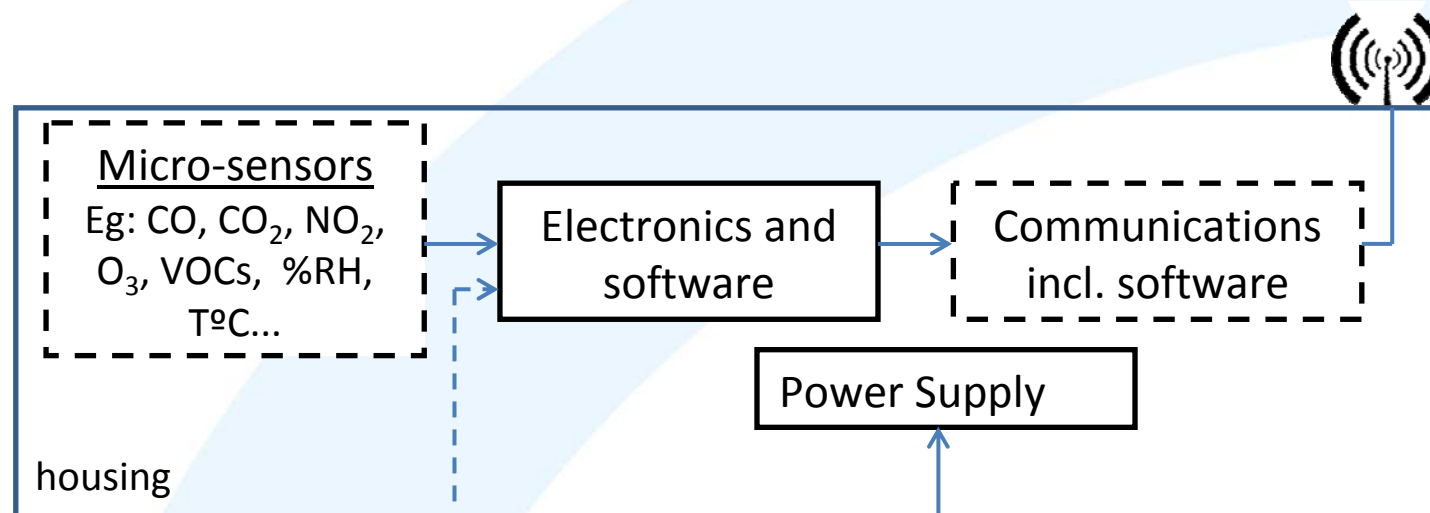 Micro-sensors
Eg: CO, CO₂, NO₂,
O₃, VOCs, %RH,
TºC...
Electronics and
software
Communications
incl. software
Power Supply
housing